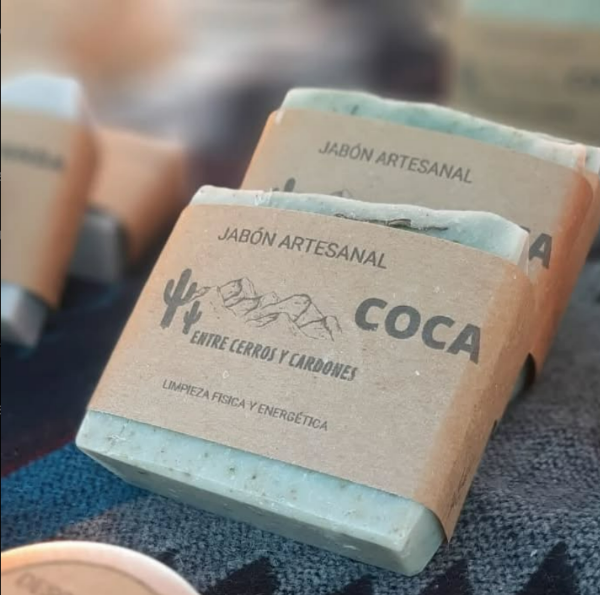 JABÓN ARTESANAL
JABÓN ARTESANAL
COCA
ENTRE CERROS Y CARDONES
LIMPIEZA FISICA Y ENERGÉTICA